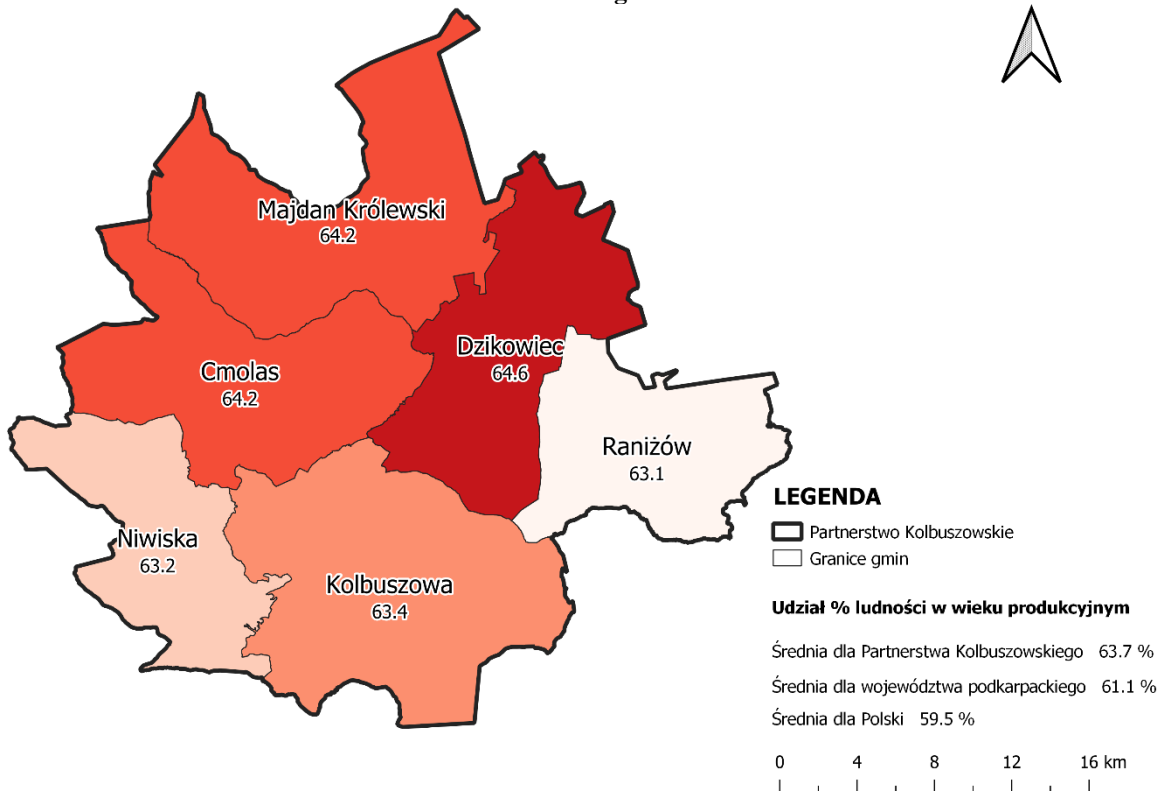 g
Majdan Królewski
64.2
Dzikowiec
64.6
Cmolas
64.2
Raniżów
63.1
Niwiska
63.2
Kolbuszowa
63.4
LEGENDA
Partnerstwo Kolbuszowskie
Granice gmin
Udział % ludności w wieku produkcyjnym
Średnia dla Partnerstwa Kolbuszowskiego 63.7 %
Średnia dla województwa podkarpackiego 61.1 %
Średnia dla Polski 59.5 %
0 4 8 12 16 km